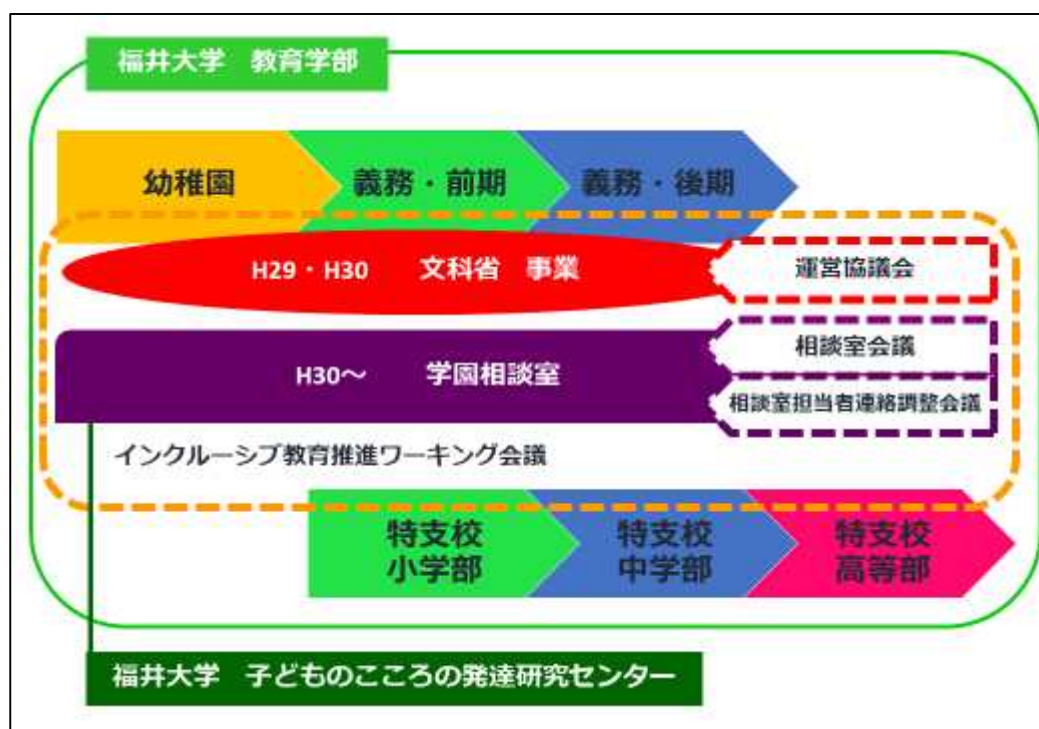 福井大学　教育学部
幼稚園
義務・前期
義務・後期
H29・H30　文科省　事業
運営協議会
H30～　学園相談室
相談室会議
相談室担当者連絡調整会議
インクルーシブ教育推進ワーキング会議
特支校
小学部
特支校
中学部
特支校
高等部
福井大学　子どものこころの発達研究センター